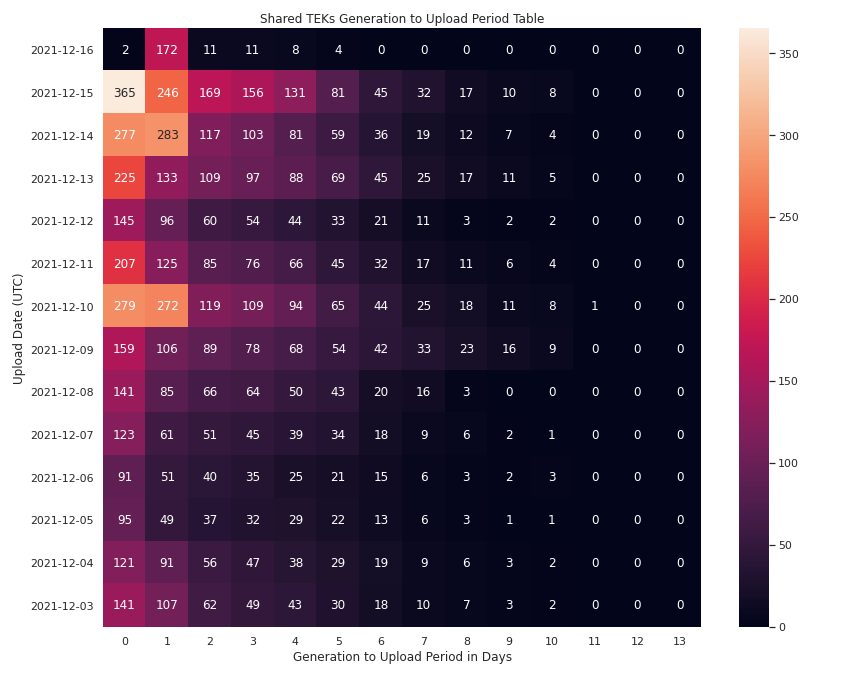 Shared TEKs Generation to Upload Period Table
Upload Date (UTC)
2021-12-16 2 172 11 11 8 4 0 0 0 0 0 0 0 0
2021-12-15 365 246 169 156 131 81 45 32 17 10 8 0 0 0
2021-12-14 277 283 117 103 81 59 36 19 12 7 4 0 0 0
2021-12-13 225 133 109 97 88 69 45 25 17 11 5 0 0 0
2021-12-12 145 96 60 54 44 33 21 11 3 2 2 0 0 0
2021-12-11 207 125 85 76 66 45 32 17 11 6 4 0 0 0
2021-12-10 279 272 119 109 94 65 44 25 18 11 8 1 0 0
2021-12-09 159 106 89 78 68 54 42 33 23 16 9 0 0 0
2021-12-08 141 85 66 64 50 43 20 16 3 0 0 0 0 0
2021-12-07 123 61 51 45 39 34 18 9 6 2 1 0 0 0
2021-12-06 91 51 40 35 25 21 15 6 3 2 3 0 0 0
2021-12-05 95 49 37 32 29 22 13 6 3 1 1 0 0 0
2021-12-04 121 91 56 47 38 29 19 9 6 3 2 0 0 0
2021-12-03 141 107 62 49 43 30 18 10 7 3 2 0 0 0
0 1 2 3 4 5 6 7 8 9 10 11 12 13
Generation to Upload Period in Days
350
300
250
200
150
100
50
0